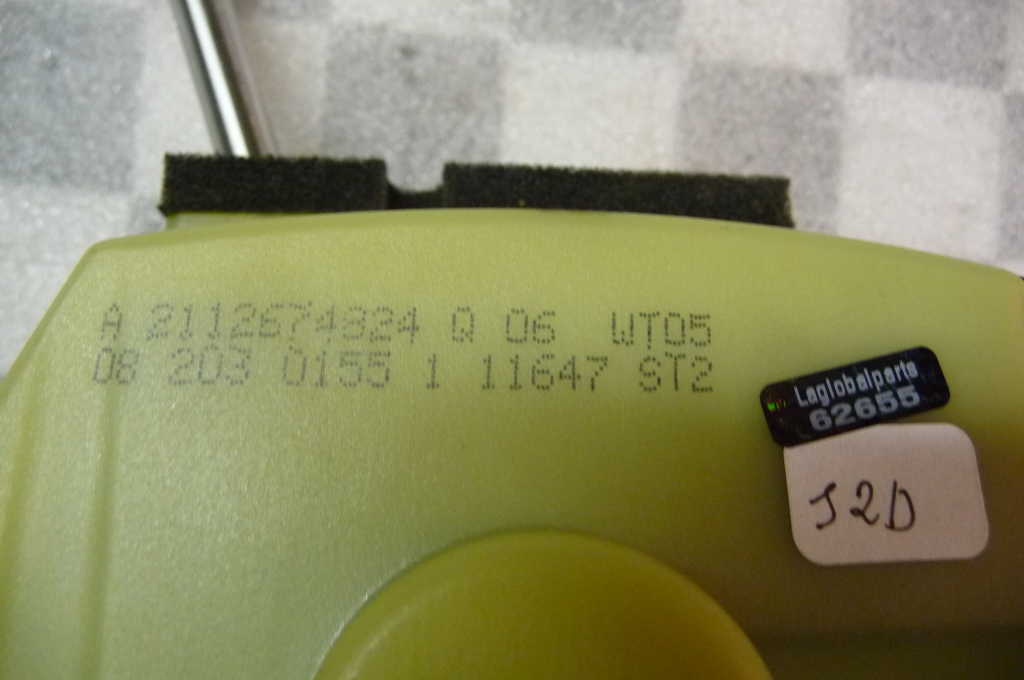 A 2112674824 Q 06 WT05
08 203 0155 1 11647 ST2
Laglobalparts
62655
J2D